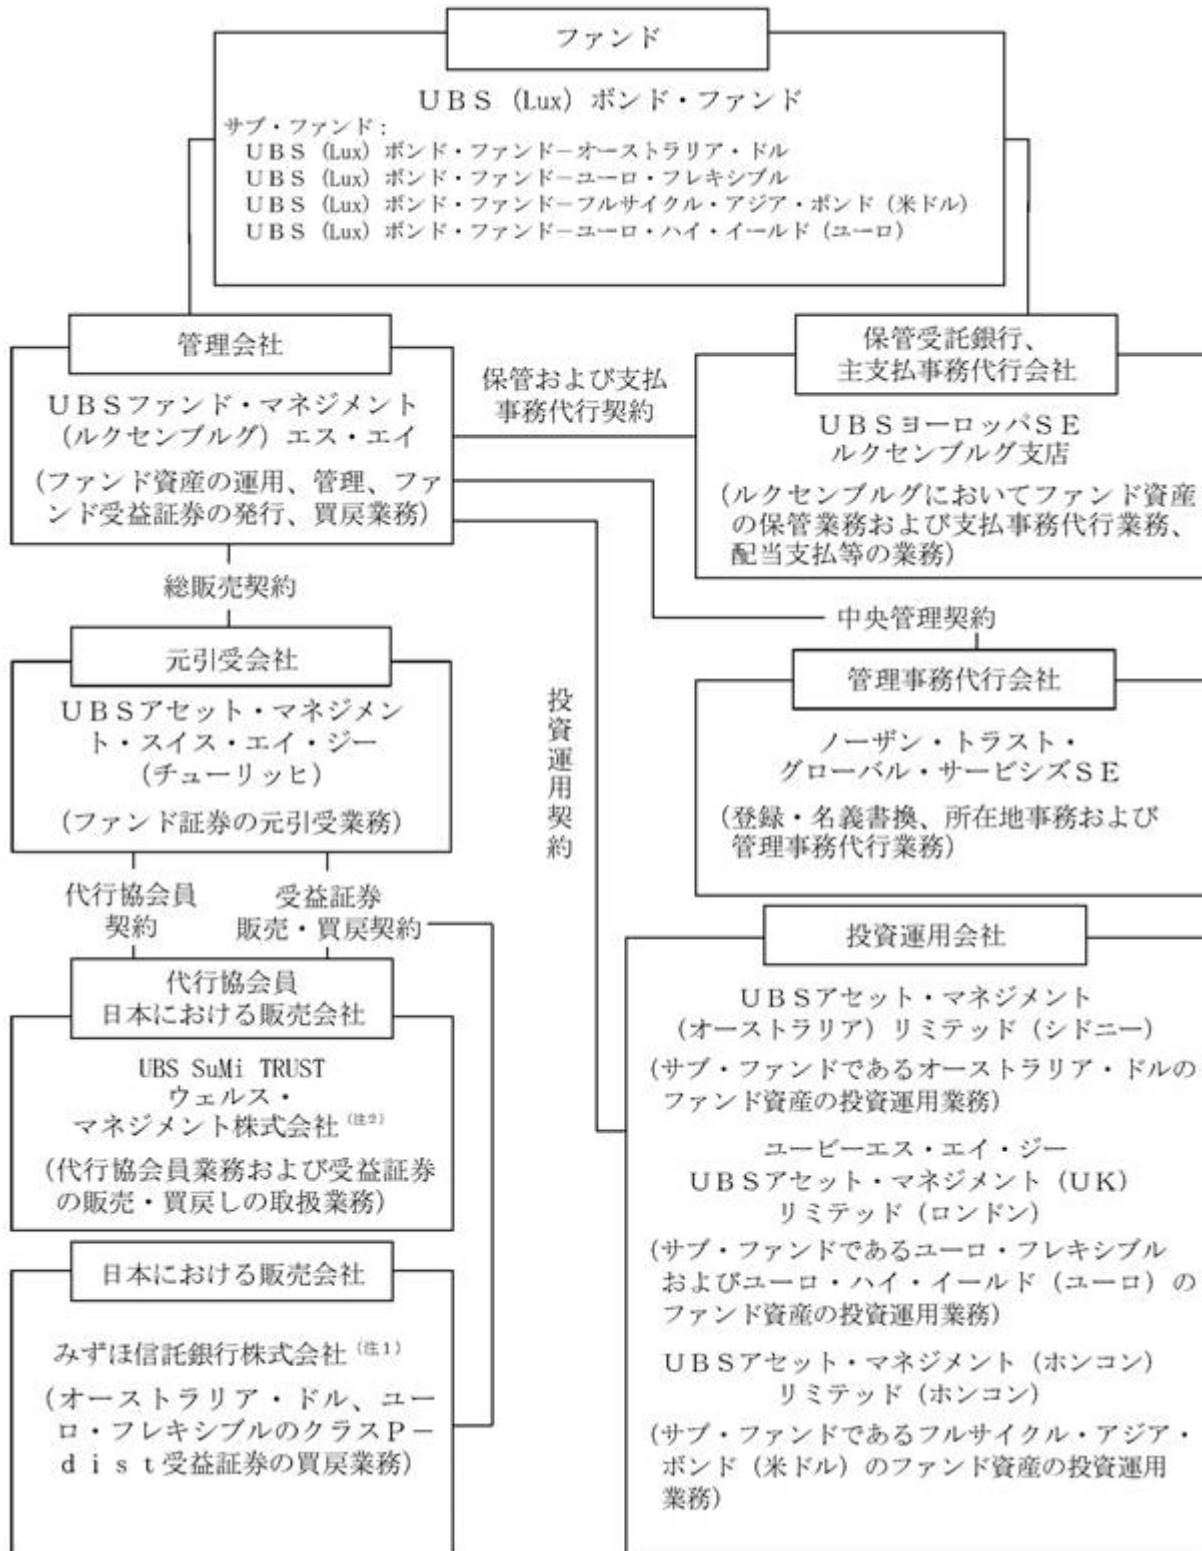 ファンド
ＵＢＳ (Lux) ボンド・ファンド
サブ・ファンド：
ＵＢＳ (Lux) ボンド・ファンド－オーストラリア・ドル
ＵＢＳ (Lux) ボンド・ファンド－ユーロ・フレキシブル
ＵＢＳ (Lux) ボンド・ファンド－フルサイクル・アジア・ボンド（米ドル）
ＵＢＳ (Lux) ボンド・ファンド－ユーロ・ハイ・イールド（ユーロ）
管理会社
ＵＢＳファンド・マネジメント
（ルクセンブルグ）エス・エイ
（ファンド資産の運用、管理、ファ
ンド受益証券の発行、買戻業務）
保管および支払
事務代行契約
保管受託銀行、
主支払事務代行会社
ＵＢＳヨーロッパＳＥ
ルクセンブルグ支店
（ルクセンブルグにおいてファンド資産
の保管業務および支払事務代行業務、
配当支払等の業務）
総販売契約
中央管理契約
元引受会社
ＵＢＳアセット・マネジメン
ト・スイス・エイ・ジー
（チューリッヒ）
（ファンド証券の元引受業務）
投資運用契約
管理事務代行会社
ノーザン・トラスト・
グローバル・サービシズＳＥ
（登録・名義書換、所在地事務および
管理事務代行業務）
代行協会員
契約
受益証券
販売・買戻契約
代行協会員
日本における販売会社
UBS SuMi TRUST
ウェルス・
マネジメント株式会社（注２）
（代行協会員業務および受益証券
の販売・買戻しの取扱業務）
日本における販売会社
みずほ信託銀行株式会社（注１）
（オーストラリア・ドル、ユー
ロ・フレキシブルのクラスＰ－
ｄｉｓｔ受益証券の買戻業務）
投資運用会社
ＵＢＳアセット・マネジメント
（オーストラリア）リミテッド（シドニー）
（サブ・ファンドであるオーストラリア・ドルの
ファンド資産の投資運用業務）
ユービーエス・エイ・ジー
ＵＢＳアセット・マネジメント（ＵＫ）
リミテッド（ロンドン）
（サブ・ファンドであるユーロ・フレキシブル
およびユーロ・ハイ・イールド（ユーロ）の
ファンド資産の投資運用業務）
ＵＢＳアセット・マネジメント（ホンコン）
リミテッド（ホンコン）
（サブ・ファンドであるフルサイクル・アジア・
ボンド（米ドル）のファンド資産の投資運用
業務）